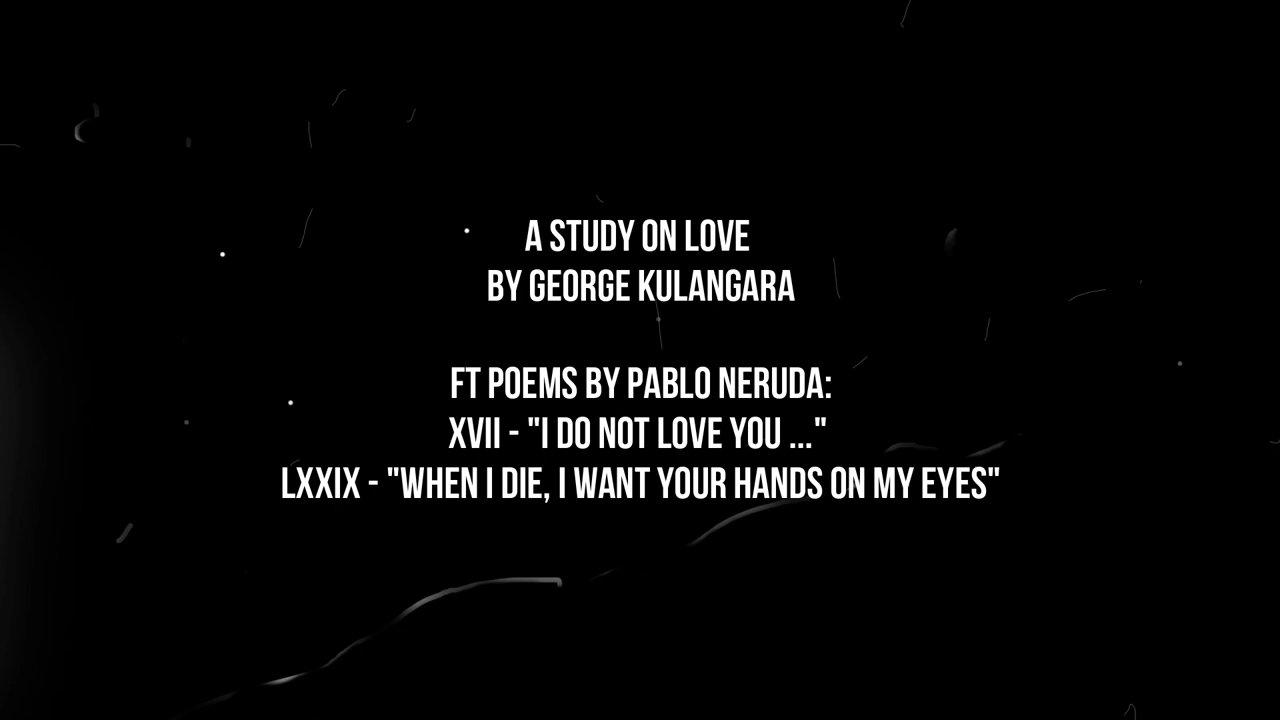 A STUDY ON LOVE
BY GEORGE KULANGARA
FT POEMS BY PABLO NERUDA:
XVII - "I DO NOT LOVE YOU ..."
LXXIX - "WHEN I DIE, I WANT YOUR HANDS ON MY EYES"